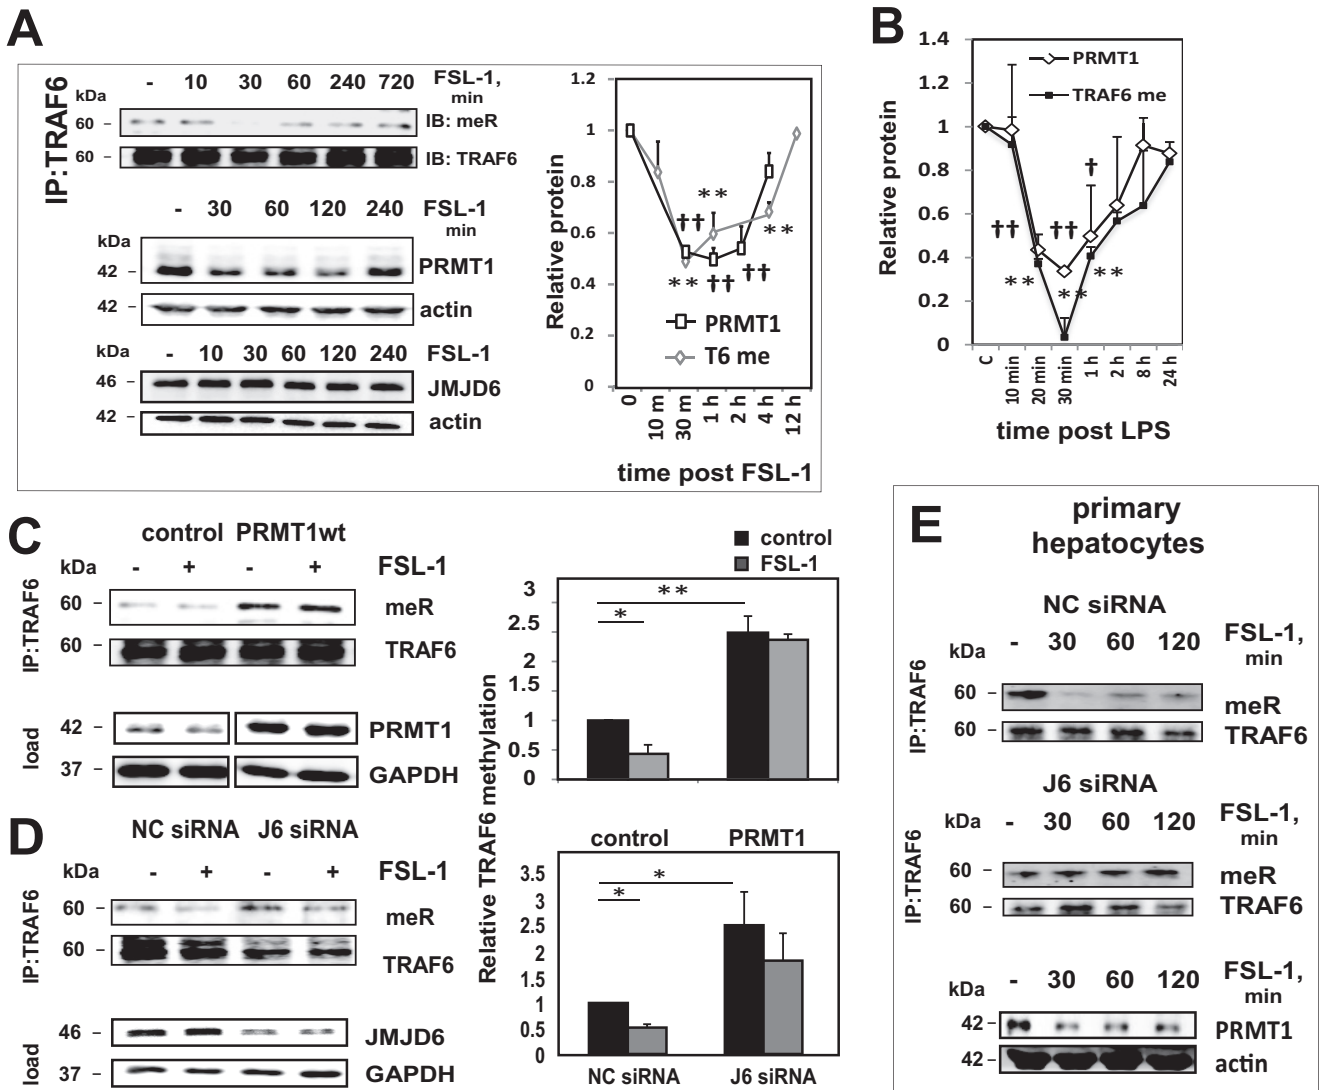 A
IP:TRAF6
kDa
- 10 30 60 240 720 FSL-1, min
60 – IB: meR
60 – IB: TRAF6
- 30 60 120 240 FSL-1 min
kDa
42 – PRMT1
42 – actin
kDa - 10 30 60 120 240 FSL-1
46 – JMJD6
42 – actin
Relative protein
1.2
1
0.8
0.6
0.4
0.2
0
**
††
**
** †† ††
PRMT1
T6 me
0 10 m 30 m 1 h 2 h 4 h 12 h
time post FSL-1
B
Relative protein
1.4
1.2
1
0.8
0.6
0.4
0.2
0
PRMT1
TRAF6 me
†
†† ††
** ** **
C 10 min 20 min 30 min 1 h 2 h 8 h 24 h
time post LPS
C
control PRMT1wt
kDa - + - + FSL-1
IP:TRAF6
60 – meR
60 – TRAF6
load
42 – PRMT1
37 – GAPDH
control
FSL-1
Relative TRAF6 methylation
3
2.5
2
1.5
1
0.5
0
**
*
control PRMT1
D
NC siRNA J6 siRNA
kDa - + - + FSL-1
IP:TRAF6
60 – meR
60 – TRAF6
load
46 – JMJD6
37 – GAPDH
3.5
3
2.5
2
1.5
1
0.5
0
*
*
NC siRNA J6 siRNA
E
primary
hepatocytes
NC siRNA
kDa - 30 60 120 FSL-1, min
IP:TRAF6
60 – meR
60 – TRAF6
J6 siRNA
kDa - 30 60 120 FSL-1, min
IP:TRAF6
60 – meR
60 – TRAF6
kDa - 30 60 120 FSL-1, min
42 – PRMT1
42 – actin